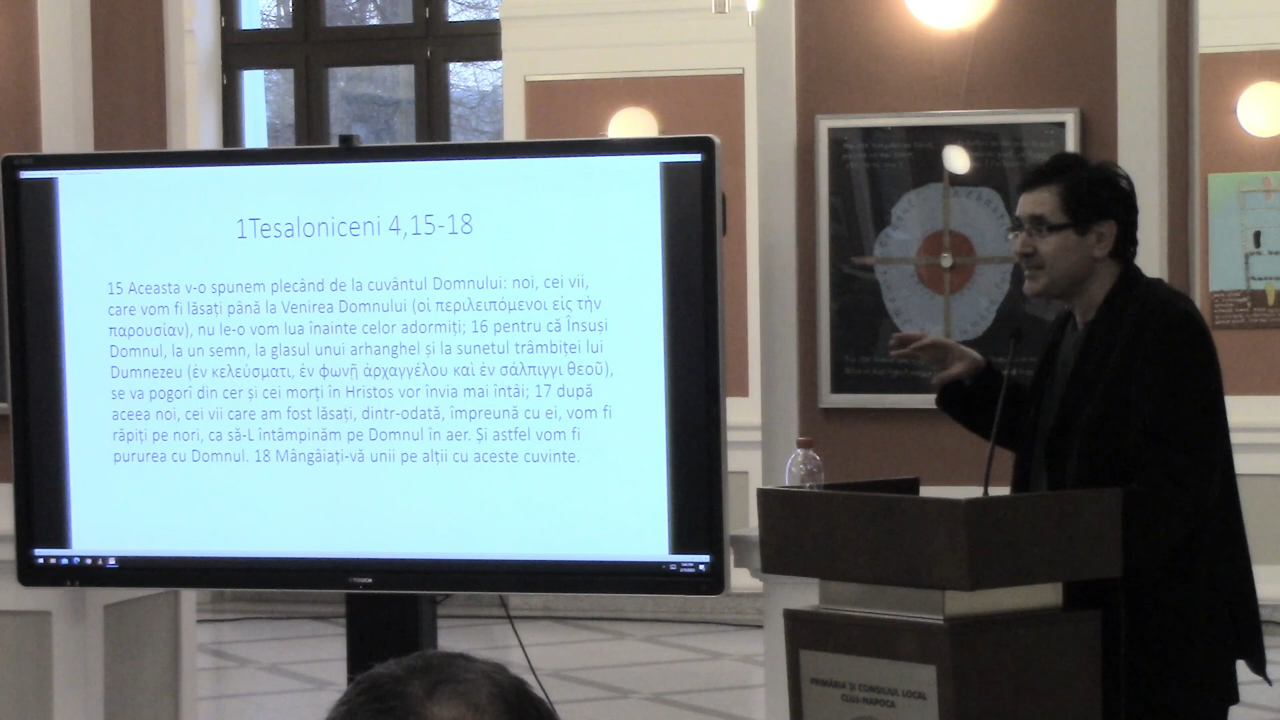 1Tesaloniceni 4,15-18
15 Aceasta v-o spunem plecând de la cuvântul Domnului: noi, cei vii,
care vom fi lăsați până la Venirea Domnului (οἱ περιλειπόμενοι εἰς τὴν
παρουσίαν), nu le-o vom lua înainte celor adormiți; 16 pentru că Însuși
Domnul, la un semn, la glasul unui arhanghel și la sunetul trâmbiței lui
Dumnezeu (ἐν κελεύσματι, ἐν φωνῇ ἀρχαγγέλου καὶ ἐν σάλπιγγι θεοῦ),
se va pogorî din cer și cei morți în Hristos vor învia mai întâi; 17 după
aceea noi, cei vii care am fost lăsați, dintr-odată, împreună cu ei, vom fi
răpiți pe nori, ca să-L întâmpinăm pe Domnul în aer. Și astfel vom fi
pururea cu Domnul. 18 Mângâiați-vă unii pe alții cu aceste cuvinte.
PRIMĂRIA ȘI CONSILIUL LOCAL
CLUJ-NAPOCA